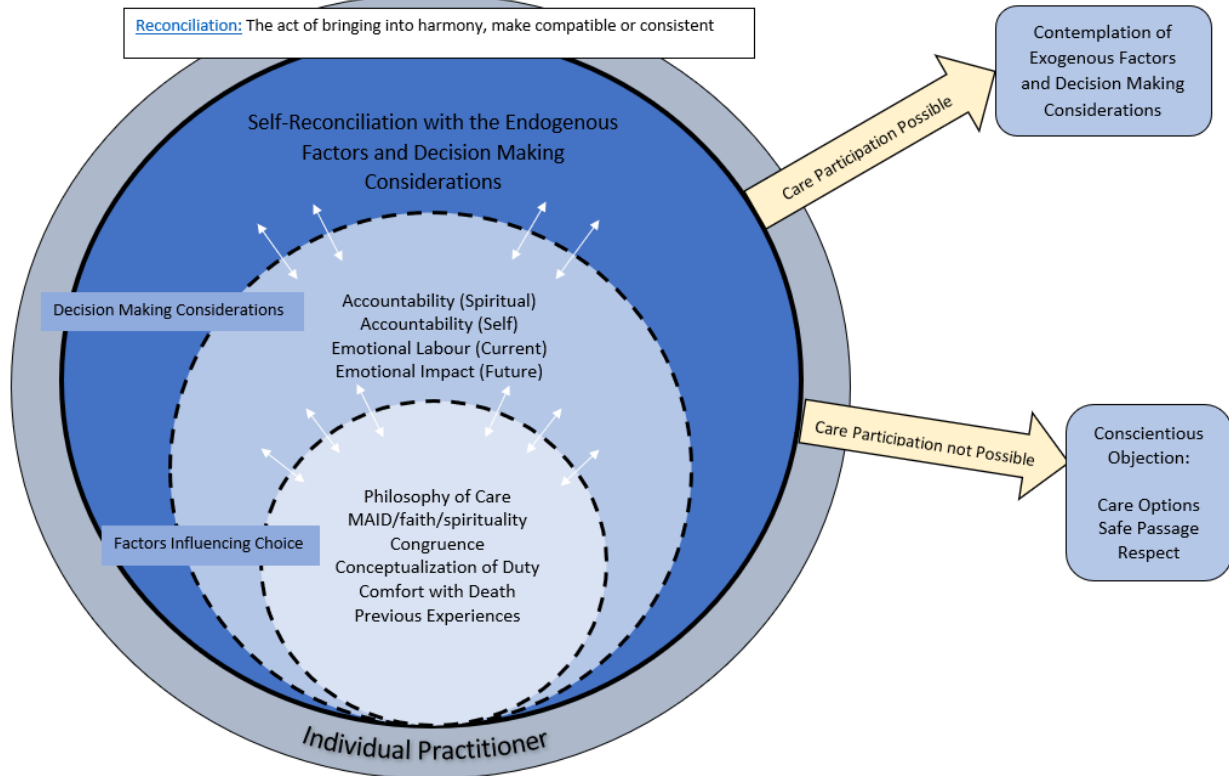 Reconciliation: The act of bringing into harmony, make compatible or consistent
Contemplation of
Exogenous Factors
and Decision Making
Considerations
Care Participation Possible
Self-Reconciliation with the Endogenous
Factors and Decision Making
Considerations
Decision Making Considerations
Accountability (Spiritual)
Accountability (Self)
Emotional Labour (Current)
Emotional Impact (Future)
Care Participation not Possible
Conscientious
Objection:
Care Options
Safe Passage
Respect
Factors Influencing Choice
Philosophy of Care
MAID/faith/spirituality
Congruence
Conceptualization of Duty
Comfort with Death
Previous Experiences
Individual Practitioner